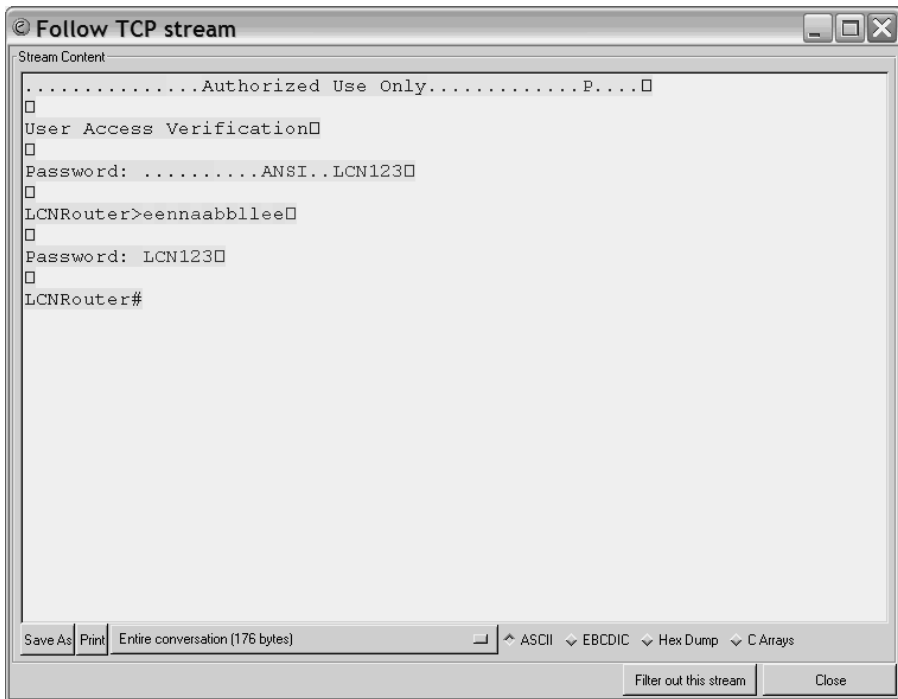 Follow TCP stream
Stream Content
...............Authorized Use Only.............P....□
□
User Access Verification□
□
Password: ..........ANSI..LCN123□
□
LCNRouter>eennaabbllee□
□
Password: LCN123□
□
LCNRouter#
Save As Print Entire conversation (176 bytes) ASCII EBCDIC Hex Dump C Arrays
Filter out this stream Close